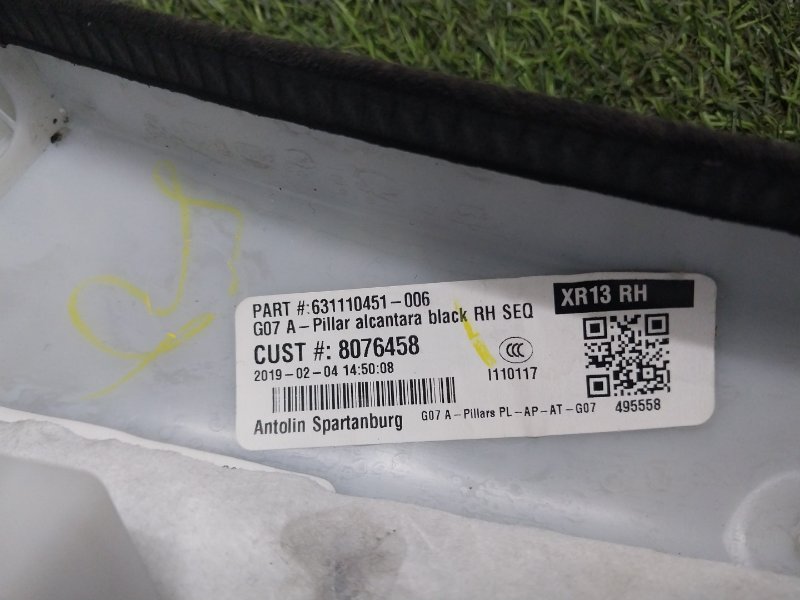 PART #:631110451-006
XR13 RH
G07 A-Pillar alcantara black RH SEQ
CUST #: 8076458
CCC
2019-02-04 14:50:08
I110117
Antolin Spartanburg
G07 A-Pillars PL-AP-AT-G07
495558